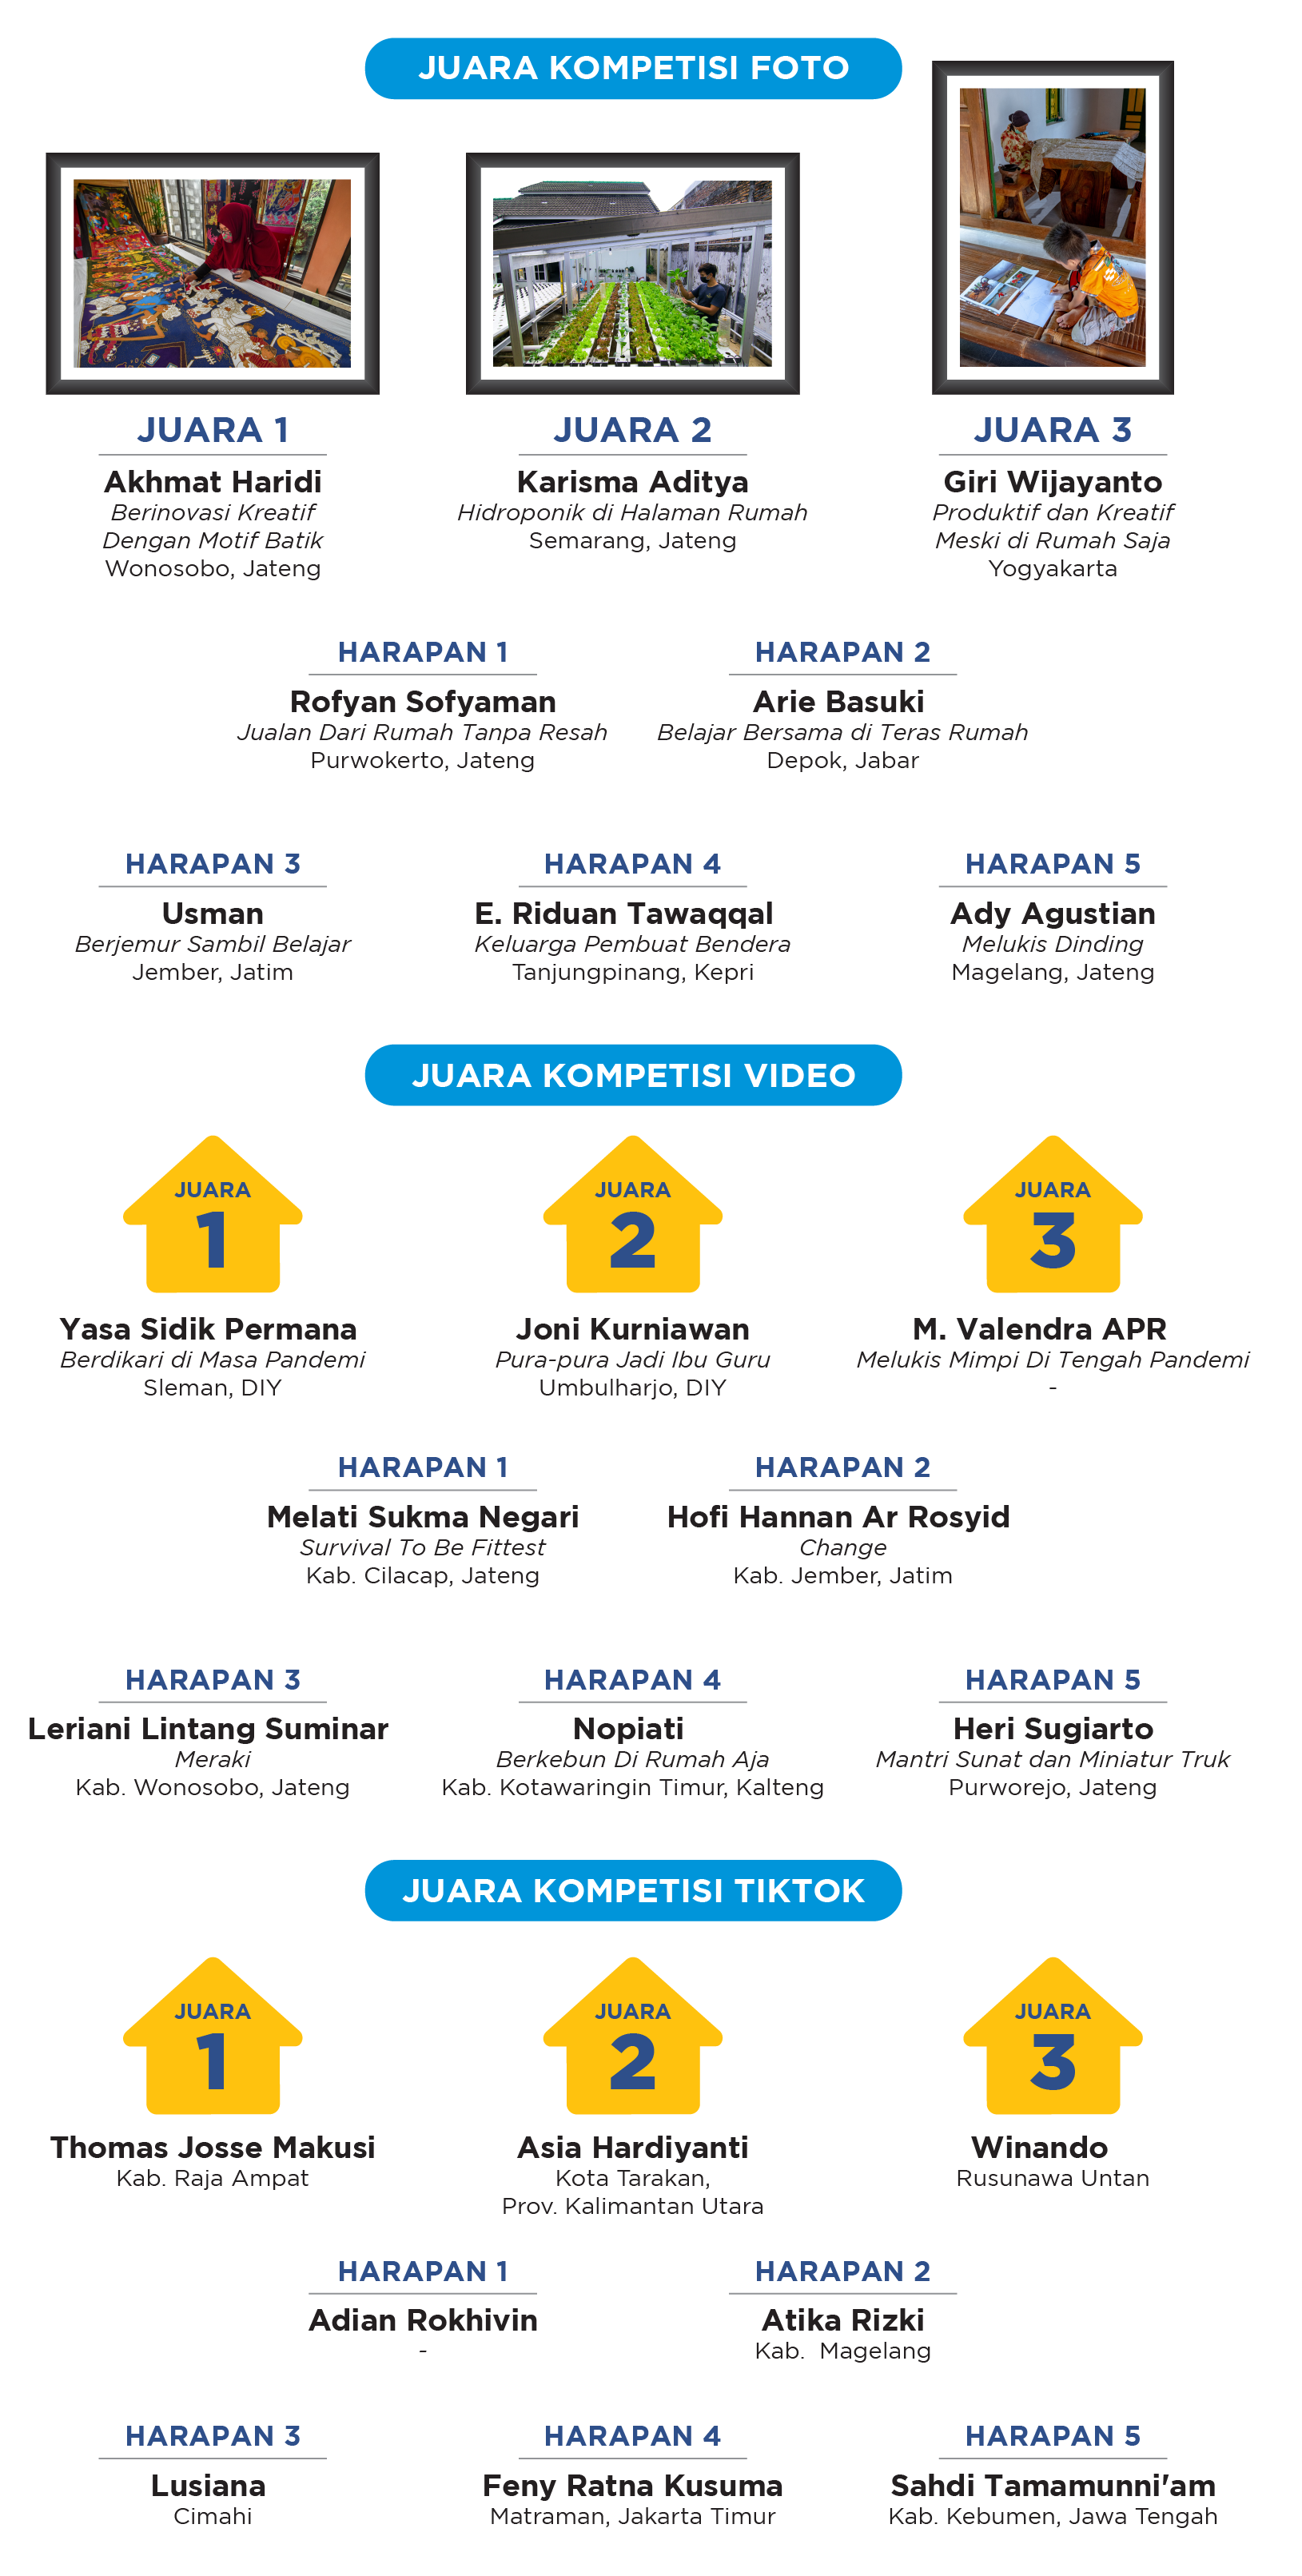 JUARA KOMPETISI FOTO
JUARA 1
Akhmat Haridi
Berinovasi Kreatif
Dengan Motif Batik
Wonosobo, Jateng
JUARA 2
Karisma Aditya
Hidroponik di Halaman Rumah
Semarang, Jateng
JUARA 3
Giri Wijayanto
Produktif dan Kreatif
Meski di Rumah Saja
Yogyakarta
HARAPAN 1
Rofyan Sofyaman
Jualan Dari Rumah Tanpa Resah
Purwokerto, Jateng
HARAPAN 2
Arie Basuki
Belajar Bersama di Teras Rumah
Depok, Jabar
HARAPAN 3
Usman
Berjemur Sambil Belajar
Jember, Jatim
HARAPAN 4
E. Riduan Tawaqqal
Keluarga Pembuat Bendera
Tanjungpinang, Kepri
HARAPAN 5
Ady Agustian
Melukis Dinding
Magelang, Jateng
JUARA KOMPETISI VIDEO
JUARA
1
Yasa Sidik Permana
Berdikari di Masa Pandemi
Sleman, DIY
JUARA
2
Joni Kurniawan
Pura-pura Jadi Ibu Guru
Umbulharjo, DIY
JUARA
3
M. Valendra APR
Melukis Mimpi Di Tengah Pandemi
-
HARAPAN 1
Melati Sukma Negari
Survival To Be Fittest
Kab. Cilacap, Jateng
HARAPAN 2
Hofi Hannan Ar Rosyid
Change
Kab. Jember, Jatim
HARAPAN 3
Leriani Lintang Suminar
Meraki
Kab. Wonosobo, Jateng
HARAPAN 4
Nopiati
Berkebun Di Rumah Aja
Kab. Kotawaringin Timur, Kalteng
HARAPAN 5
Heri Sugiarto
Mantri Sunat dan Miniatur Truk
Purworejo, Jateng
JUARA KOMPETISI TIKTOK
JUARA
1
Thomas Josse Makusi
Kab. Raja Ampat
JUARA
2
Asia Hardiyanti
Kota Tarakan,
Prov. Kalimantan Utara
JUARA
3
Winando
Rusunawa Untan
HARAPAN 1
Adian Rokhivin
-
HARAPAN 2
Atika Rizki
Kab.  Magelang
HARAPAN 3
Lusiana
Cimahi
HARAPAN 4
Feny Ratna Kusuma
Matraman, Jakarta Timur
HARAPAN 5
Sahdi Tamamunni'am
Kab. Kebumen, Jawa Tengah